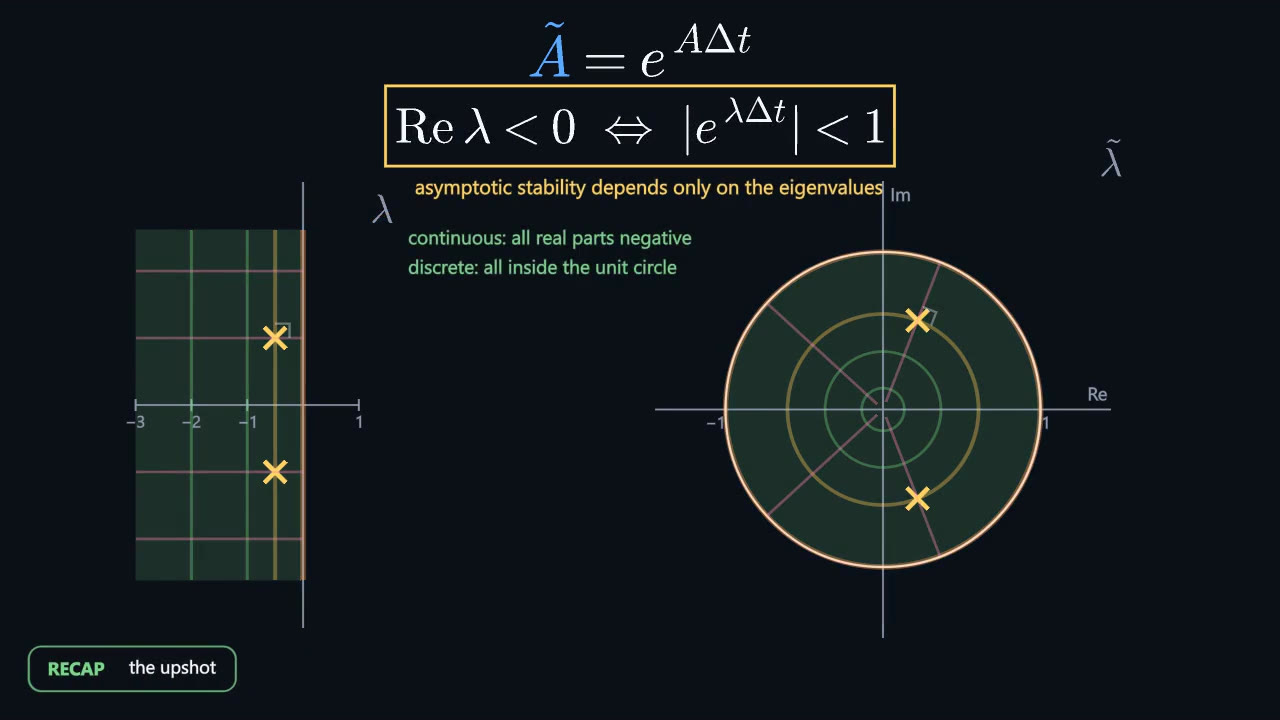 Ã = e^{AΔt}
Re λ < 0 ⇔ |e^{λΔt}| < 1
λ̃
asymptotic stability depends only on the eigenvalues
Im
λ
continuous: all real parts negative
discrete: all inside the unit circle
Re
−3 −2 −1 1
−1 1
RECAP the upshot